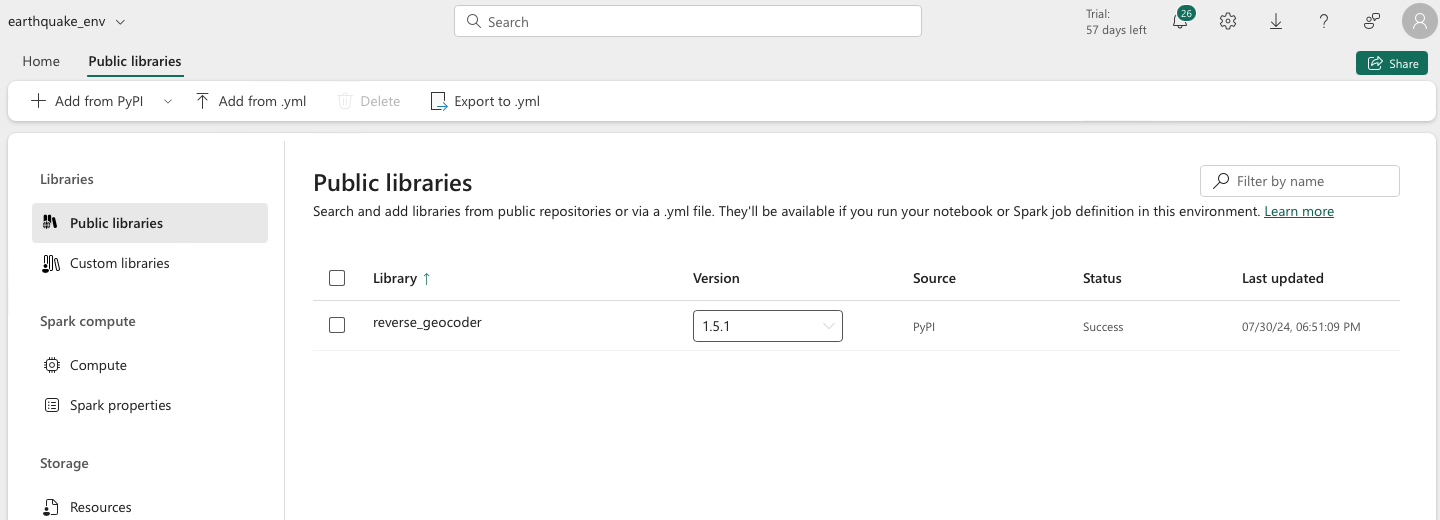 earthquake_env
Search
Trial:
57 days left
26
?
Home
Public libraries
Share
Add from PyPI
Add from .yml
Delete
Export to .yml
Libraries
Public libraries
Custom libraries
Spark compute
Compute
Spark properties
Storage
Resources
Public libraries
Filter by name
Search and add libraries from public repositories or via a .yml file. They'll be available if you run your notebook or Spark job definition in this environment. Learn more
Library ↑ Version Source Status Last updated
reverse_geocoder 1.5.1 PyPI Success 07/30/24, 06:51:09 PM